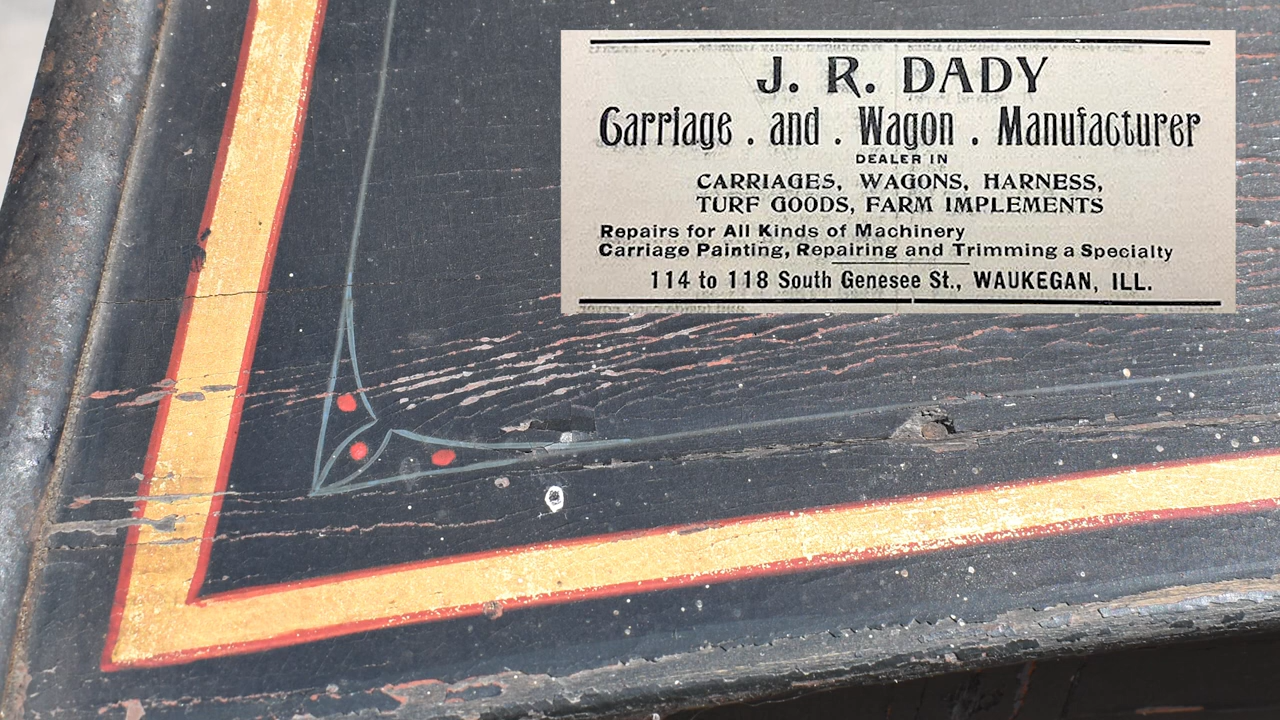 J. R. DADY
Carriage . and . Wagon . Manufacturer
DEALER IN
CARRIAGES, WAGONS, HARNESS,
TURF GOODS, FARM IMPLEMENTS
Repairs for All Kinds of Machinery
Carriage Painting, Repairing and Trimming a Specialty
114 to 118 South Genesee St., WAUKEGAN, ILL.